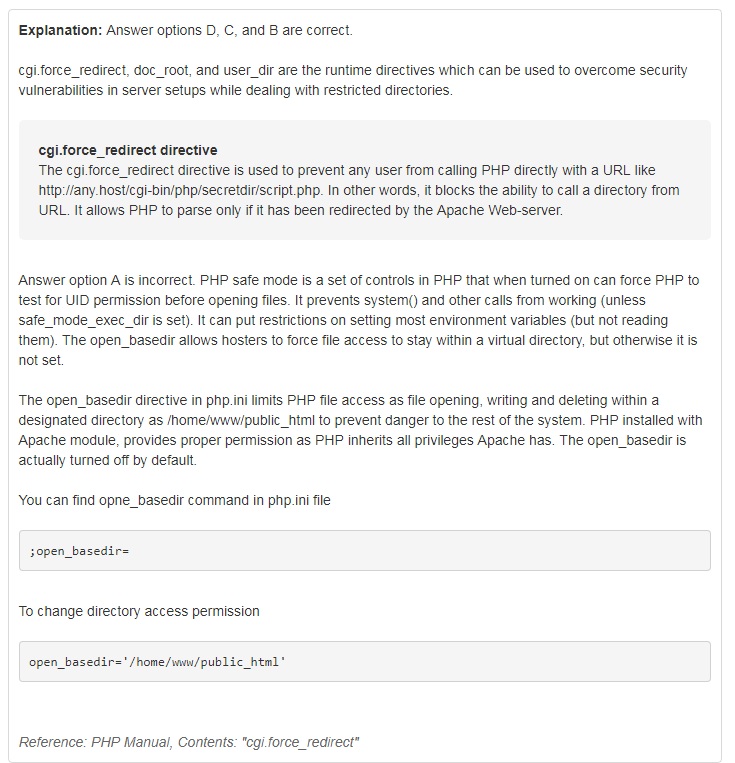 Explanation: Answer options D, C, and B are correct.
cgi.force_redirect, doc_root, and user_dir are the runtime directives which can be used to overcome security
vulnerabilities in server setups while dealing with restricted directories.
cgi.force_redirect directive
The cgi.force_redirect directive is used to prevent any user from calling PHP directly with a URL like
http://any.host/cgi-bin/php/secretdir/script.php. In other words, it blocks the ability to call a directory from
URL. It allows PHP to parse only if it has been redirected by the Apache Web-server.
Answer option A is incorrect. PHP safe mode is a set of controls in PHP that when turned on can force PHP to
test for UID permission before opening files. It prevents system() and other calls from working (unless
safe_mode_exec_dir is set). It can put restrictions on setting most environment variables (but not reading
them). The open_basedir allows hosters to force file access to stay within a virtual directory, but otherwise it is
not set.
The open_basedir directive in php.ini limits PHP file access as file opening, writing and deleting within a
designated directory as /home/www/public_html to prevent danger to the rest of the system. PHP installed with
Apache module, provides proper permission as PHP inherits all privileges Apache has. The open_basedir is
actually turned off by default.
You can find opne_basedir command in php.ini file
;open_basedir=
To change directory access permission
open_basedir='/home/www/public_html'
Reference: PHP Manual, Contents: "cgi.force_redirect"